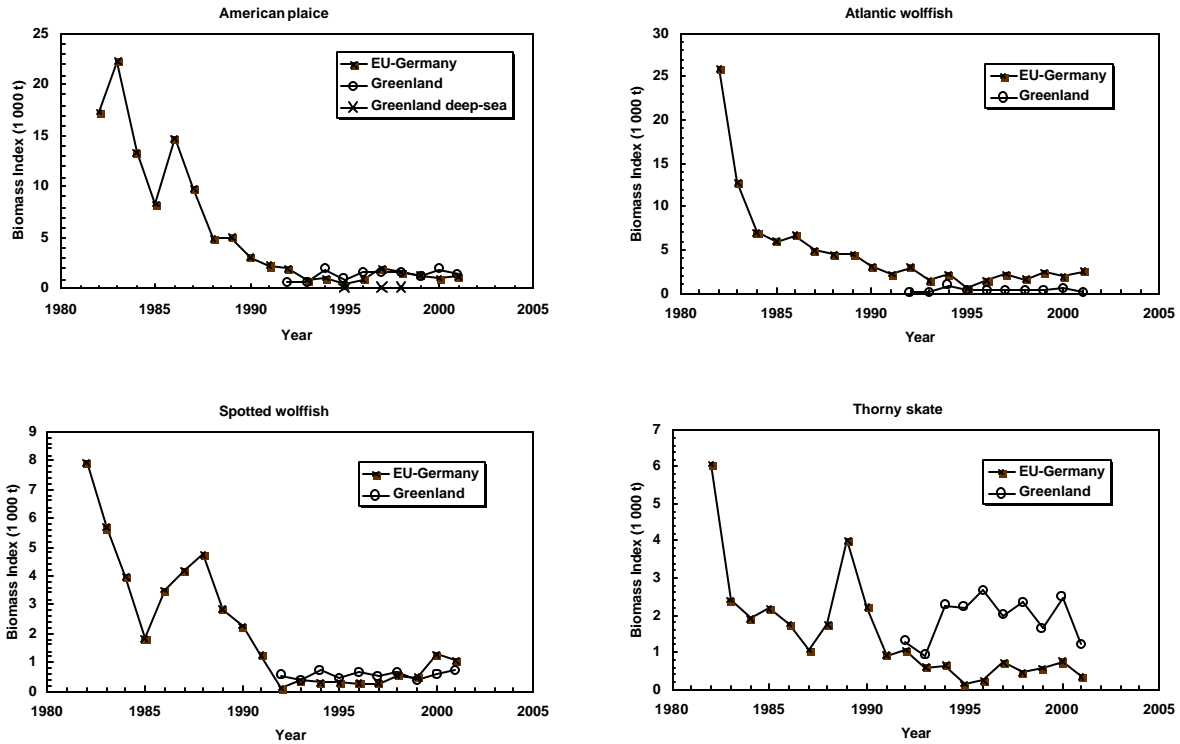 American plaice
25
20
15
10
5
0
Biomass Index (1 000 t)
1980 1985 1990 1995 2000 2005
Year
EU-Germany
Greenland
Greenland deep-sea
Atlantic wolffish
30
25
20
15
10
5
0
Biomass Index (1 000 t)
1980 1985 1990 1995 2000 2005
Year
EU-Germany
Greenland
Spotted wolffish
9
8
7
6
5
4
3
2
1
0
Biomass Index (1 000 t)
1980 1985 1990 1995 2000 2005
Year
EU-Germany
Greenland
Thorny skate
7
6
5
4
3
2
1
0
Biomass Index (1 000 t)
1980 1985 1990 1995 2000 2005
Year
EU-Germany
Greenland